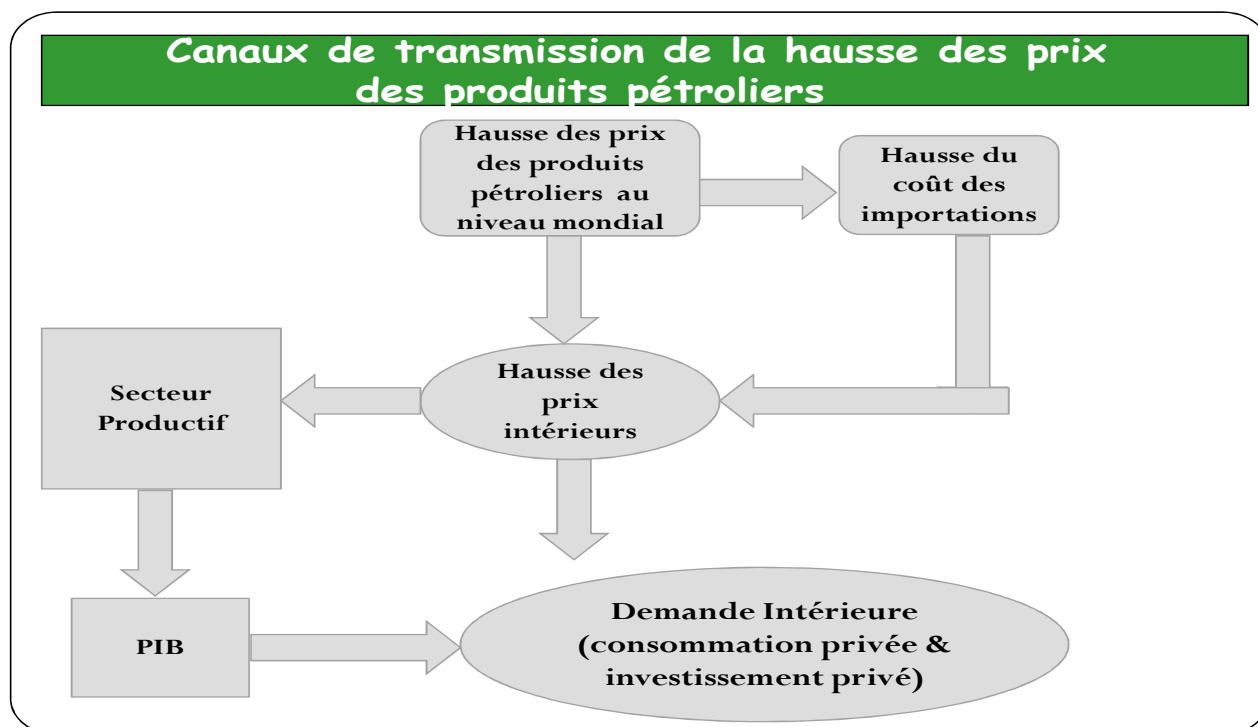 Canaux de transmission de la hausse des prix
des produits pétroliers
Hausse des prix
des produits
pétroliers au
niveau mondial
Hausse du
coût des
importations
Hausse des
prix
intérieurs
Secteur
Productif
PIB
Demande Intérieure
(consommation privée &
investissement privé)